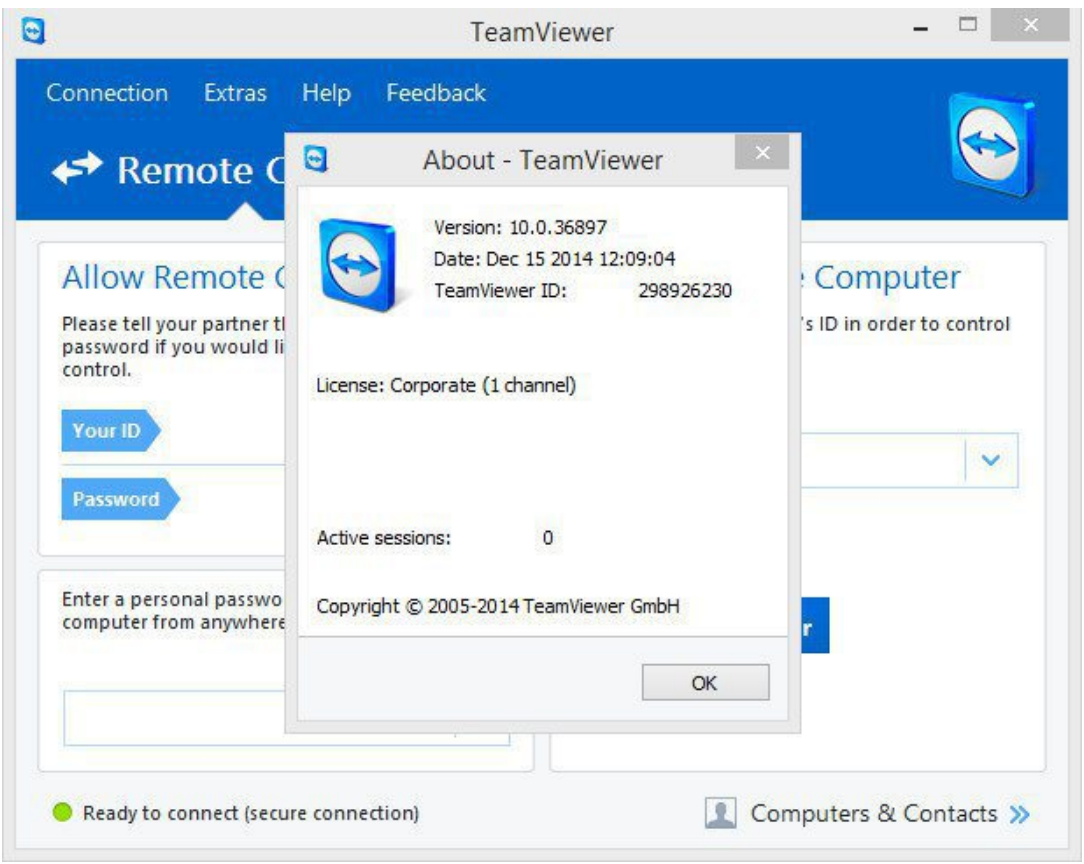 TeamViewer
Connection Extras Help Feedback
Remote C
About - TeamViewer
Version: 10.0.36897
Date: Dec 15 2014 12:09:04
TeamViewer ID: 298926230
License: Corporate (1 channel)
Active sessions: 0
Copyright © 2005-2014 TeamViewer GmbH
OK
Allow Remote C
Please tell your partner th
password if you would li
control.
Your ID
Password
Enter a personal passwo
computer from anywhere
e Computer
's ID in order to control
r
Ready to connect (secure connection)
Computers & Contacts